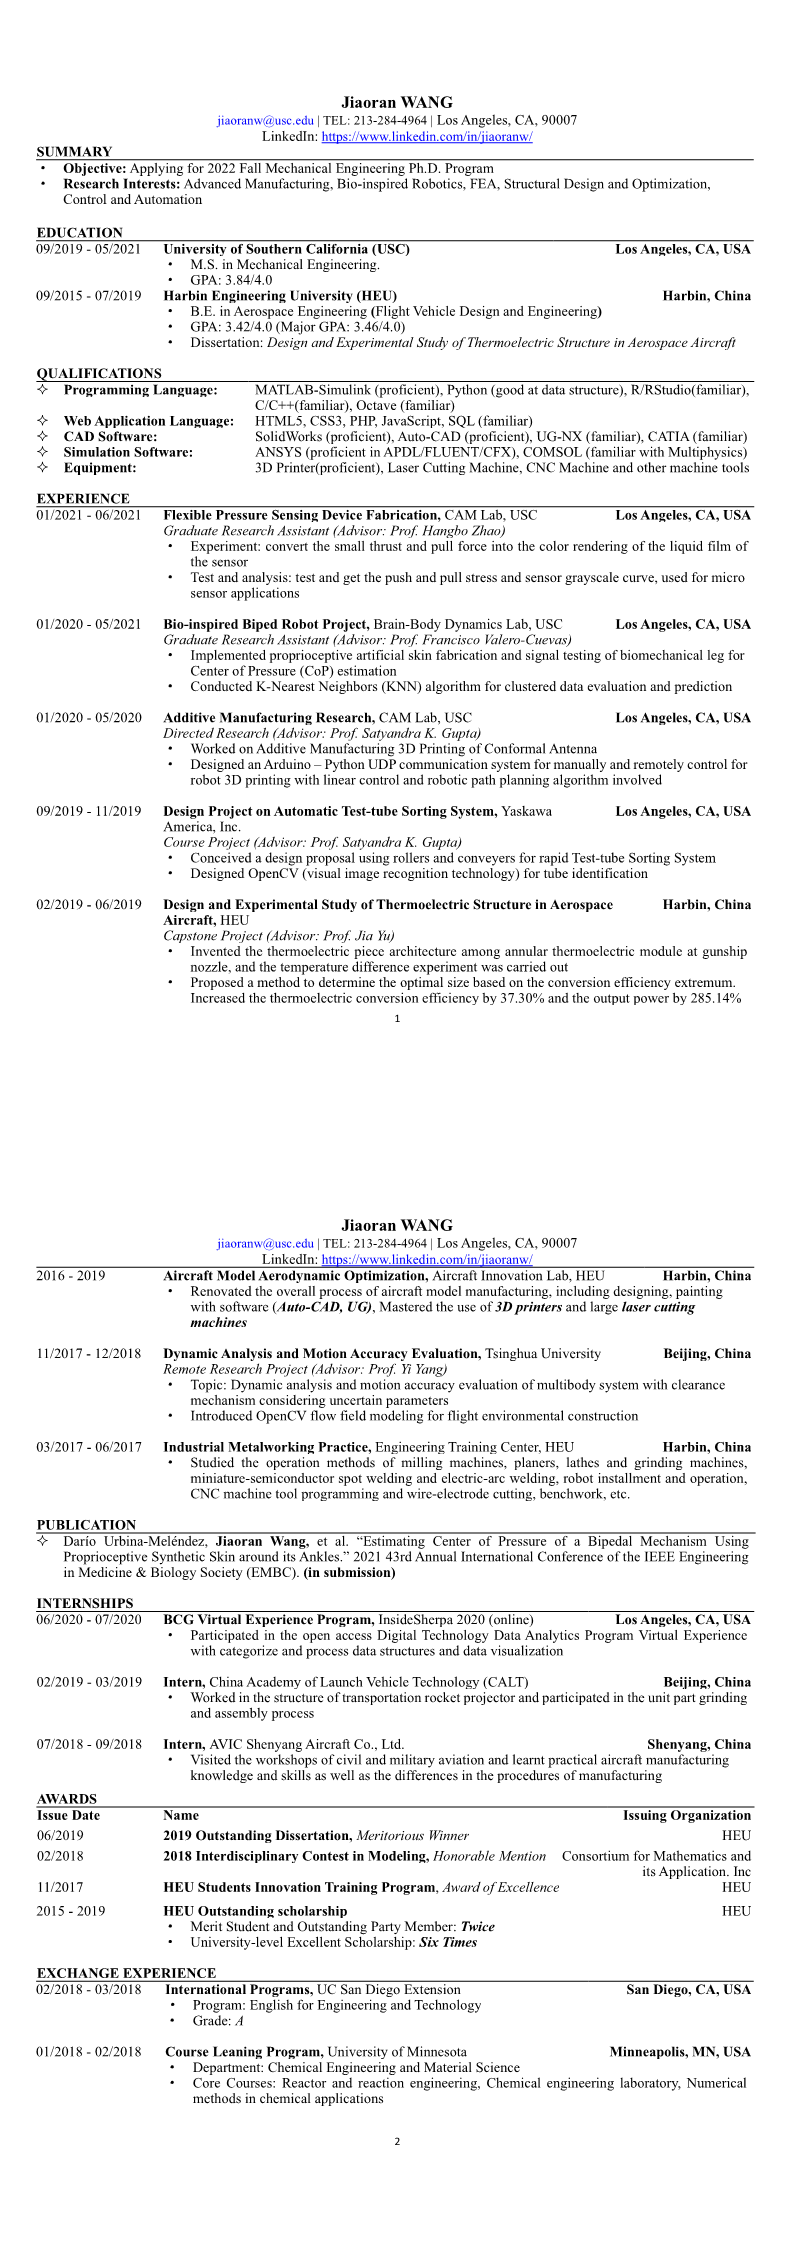 Jiaoran WANG
jiaoranw@usc.edu | TEL: 213-284-4964 | Los Angeles, CA, 90007
LinkedIn: https://www.linkedin.com/in/jiaoranw/
SUMMARY
• Objective: Applying for 2022 Fall Mechanical Engineering Ph.D. Program
• Research Interests: Advanced Manufacturing, Bio-inspired Robotics, FEA, Structural Design and Optimization,
Control and Automation
EDUCATION
09/2019 - 05/2021 University of Southern California (USC) Los Angeles, CA, USA
• M.S. in Mechanical Engineering.
• GPA: 3.84/4.0
09/2015 - 07/2019 Harbin Engineering University (HEU) Harbin, China
• B.E. in Aerospace Engineering (Flight Vehicle Design and Engineering)
• GPA: 3.42/4.0 (Major GPA: 3.46/4.0)
• Dissertation: Design and Experimental Study of Thermoelectric Structure in Aerospace Aircraft
QUALIFICATIONS
✧ Programming Language: MATLAB-Simulink (proficient), Python (good at data structure), R/RStudio(familiar),
C/C++(familiar), Octave (familiar)
✧ Web Application Language: HTML5, CSS3, PHP, JavaScript, SQL (familiar)
✧ CAD Software: SolidWorks (proficient), Auto-CAD (proficient), UG-NX (familiar), CATIA (familiar)
✧ Simulation Software: ANSYS (proficient in APDL/FLUENT/CFX), COMSOL (familiar with Multiphysics)
✧ Equipment: 3D Printer(proficient), Laser Cutting Machine, CNC Machine and other machine tools
EXPERIENCE
01/2021 - 06/2021 Flexible Pressure Sensing Device Fabrication, CAM Lab, USC Los Angeles, CA, USA
Graduate Research Assistant (Advisor: Prof. Hangbo Zhao)
• Experiment: convert the small thrust and pull force into the color rendering of the liquid film of
the sensor
• Test and analysis: test and get the push and pull stress and sensor grayscale curve, used for micro
sensor applications
01/2020 - 05/2021 Bio-inspired Biped Robot Project, Brain-Body Dynamics Lab, USC Los Angeles, CA, USA
Graduate Research Assistant (Advisor: Prof. Francisco Valero-Cuevas)
• Implemented proprioceptive artificial skin fabrication and signal testing of biomechanical leg for
Center of Pressure (CoP) estimation
• Conducted K-Nearest Neighbors (KNN) algorithm for clustered data evaluation and prediction
01/2020 - 05/2020 Additive Manufacturing Research, CAM Lab, USC Los Angeles, CA, USA
Directed Research (Advisor: Prof. Satyandra K. Gupta)
• Worked on Additive Manufacturing 3D Printing of Conformal Antenna
• Designed an Arduino – Python UDP communication system for manually and remotely control for
robot 3D printing with linear control and robotic path planning algorithm involved
09/2019 - 11/2019 Design Project on Automatic Test-tube Sorting System, Yaskawa Los Angeles, CA, USA
America, Inc.
Course Project (Advisor: Prof. Satyandra K. Gupta)
• Conceived a design proposal using rollers and conveyers for rapid Test-tube Sorting System
• Designed OpenCV (visual image recognition technology) for tube identification
02/2019 - 06/2019 Design and Experimental Study of Thermoelectric Structure in Aerospace Harbin, China
Aircraft, HEU
Capstone Project (Advisor: Prof. Jia Yu)
• Invented the thermoelectric piece architecture among annular thermoelectric module at gunship
nozzle, and the temperature difference experiment was carried out
• Proposed a method to determine the optimal size based on the conversion efficiency extremum.
Increased the thermoelectric conversion efficiency by 37.30% and the output power by 285.14%
1
Jiaoran WANG
jiaoranw@usc.edu | TEL: 213-284-4964 | Los Angeles, CA, 90007
LinkedIn: https://www.linkedin.com/in/jiaoranw/
2016 - 2019 Aircraft Model Aerodynamic Optimization, Aircraft Innovation Lab, HEU Harbin, China
• Renovated the overall process of aircraft model manufacturing, including designing, painting
with software (Auto-CAD, UG), Mastered the use of 3D printers and large laser cutting
machines
11/2017 - 12/2018 Dynamic Analysis and Motion Accuracy Evaluation, Tsinghua University Beijing, China
Remote Research Project (Advisor: Prof. Yi Yang)
• Topic: Dynamic analysis and motion accuracy evaluation of multibody system with clearance
mechanism considering uncertain parameters
• Introduced OpenCV flow field modeling for flight environmental construction
03/2017 - 06/2017 Industrial Metalworking Practice, Engineering Training Center, HEU Harbin, China
• Studied the operation methods of milling machines, planers, lathes and grinding machines,
miniature-semiconductor spot welding and electric-arc welding, robot installment and operation,
CNC machine tool programming and wire-electrode cutting, benchwork, etc.
PUBLICATION
✧ Darío Urbina-Meléndez, Jiaoran Wang, et al. “Estimating Center of Pressure of a Bipedal Mechanism Using
Proprioceptive Synthetic Skin around its Ankles.” 2021 43rd Annual International Conference of the IEEE Engineering
in Medicine & Biology Society (EMBC). (in submission)
INTERNSHIPS
06/2020 - 07/2020 BCG Virtual Experience Program, InsideSherpa 2020 (online) Los Angeles, CA, USA
• Participated in the open access Digital Technology Data Analytics Program Virtual Experience
with categorize and process data structures and data visualization
02/2019 - 03/2019 Intern, China Academy of Launch Vehicle Technology (CALT) Beijing, China
• Worked in the structure of transportation rocket projector and participated in the unit part grinding
and assembly process
07/2018 - 09/2018 Intern, AVIC Shenyang Aircraft Co., Ltd. Shenyang, China
• Visited the workshops of civil and military aviation and learnt practical aircraft manufacturing
knowledge and skills as well as the differences in the procedures of manufacturing
AWARDS
Issue Date Name Issuing Organization
06/2019 2019 Outstanding Dissertation, Meritorious Winner HEU
02/2018 2018 Interdisciplinary Contest in Modeling, Honorable Mention Consortium for Mathematics and
its Application. Inc
11/2017 HEU Students Innovation Training Program, Award of Excellence HEU
2015 - 2019 HEU Outstanding scholarship HEU
• Merit Student and Outstanding Party Member: Twice
• University-level Excellent Scholarship: Six Times
EXCHANGE EXPERIENCE
02/2018 - 03/2018 International Programs, UC San Diego Extension San Diego, CA, USA
• Program: English for Engineering and Technology
• Grade: A
01/2018 - 02/2018 Course Leaning Program, University of Minnesota Minneapolis, MN, USA
• Department: Chemical Engineering and Material Science
• Core Courses: Reactor and reaction engineering, Chemical engineering laboratory, Numerical
methods in chemical applications
2